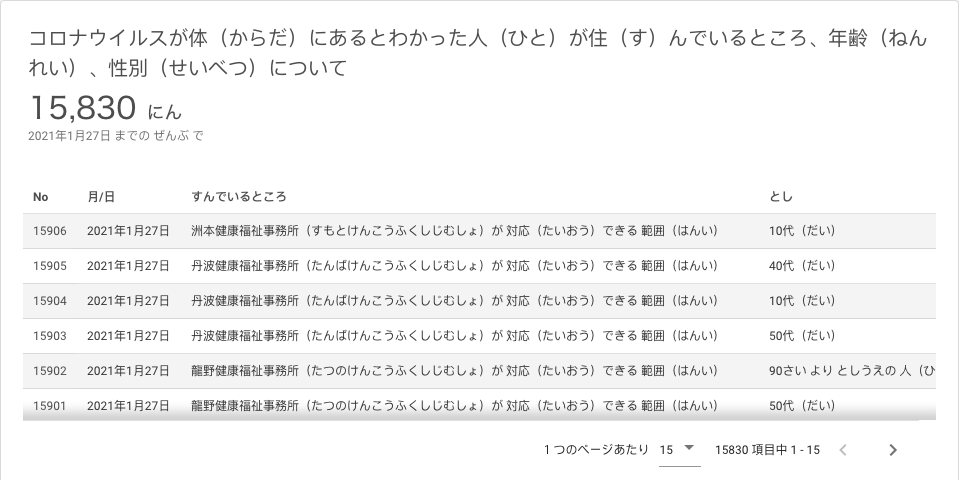 コロナウイルスが体（からだ）にあるとわかった人（ひと）が住（す）んでいるところ、年齢（ねん
れい）、性別（せいべつ）について
15,830 にん
2021年1月27日 までの ぜんぶ で
No 月/日 すんでいるところ とし
15906 2021年1月27日 洲本健康福祉事務所（すもとけんこうふくしじむしょ）が 対応（たいおう）できる 範囲（はんい） 10代（だい）
15905 2021年1月27日 丹波健康福祉事務所（たんばけんこうふくしじむしょ）が 対応（たいおう）できる 範囲（はんい） 40代（だい）
15904 2021年1月27日 丹波健康福祉事務所（たんばけんこうふくしじむしょ）が 対応（たいおう）できる 範囲（はんい） 10代（だい）
15903 2021年1月27日 丹波健康福祉事務所（たんばけんこうふくしじむしょ）が 対応（たいおう）できる 範囲（はんい） 50代（だい）
15902 2021年1月27日 龍野健康福祉事務所（たつのけんこうふくしじむしょ）が 対応（たいおう）できる 範囲（はんい） 90さい より としうえの 人（ひ
15901 2021年1月27日 龍野健康福祉事務所（たつのけんこうふくしじむしょ）が 対応（たいおう）できる 範囲（はんい） 50代（だい）
1 つのページあたり 15 15830 項目中 1 - 15